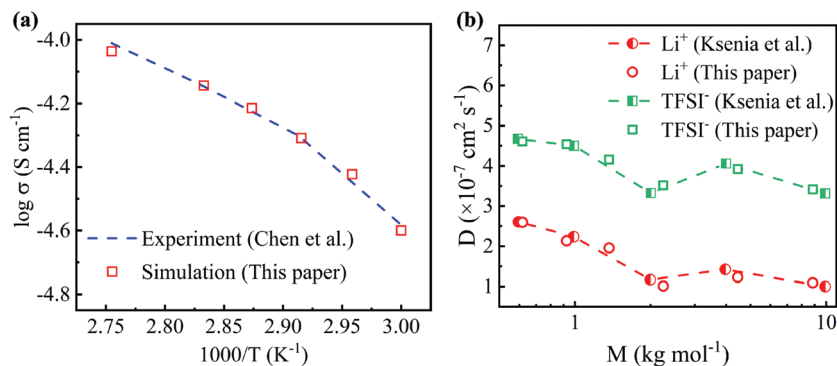 (a)
-4.0
-4.2
-4.4
-4.6
-4.8
log σ (S cm⁻¹)
Experiment (Chen et al.)
Simulation (This paper)
2.75 2.80 2.85 2.90 2.95 3.00
1000/T (K⁻¹)
(b)
7
6
5
4
3
2
1
D (×10⁻⁷ cm² s⁻¹)
Li⁺ (Ksenia et al.)
Li⁺ (This paper)
TFSI⁻ (Ksenia et al.)
TFSI⁻ (This paper)
1 10
M (kg mol⁻¹)